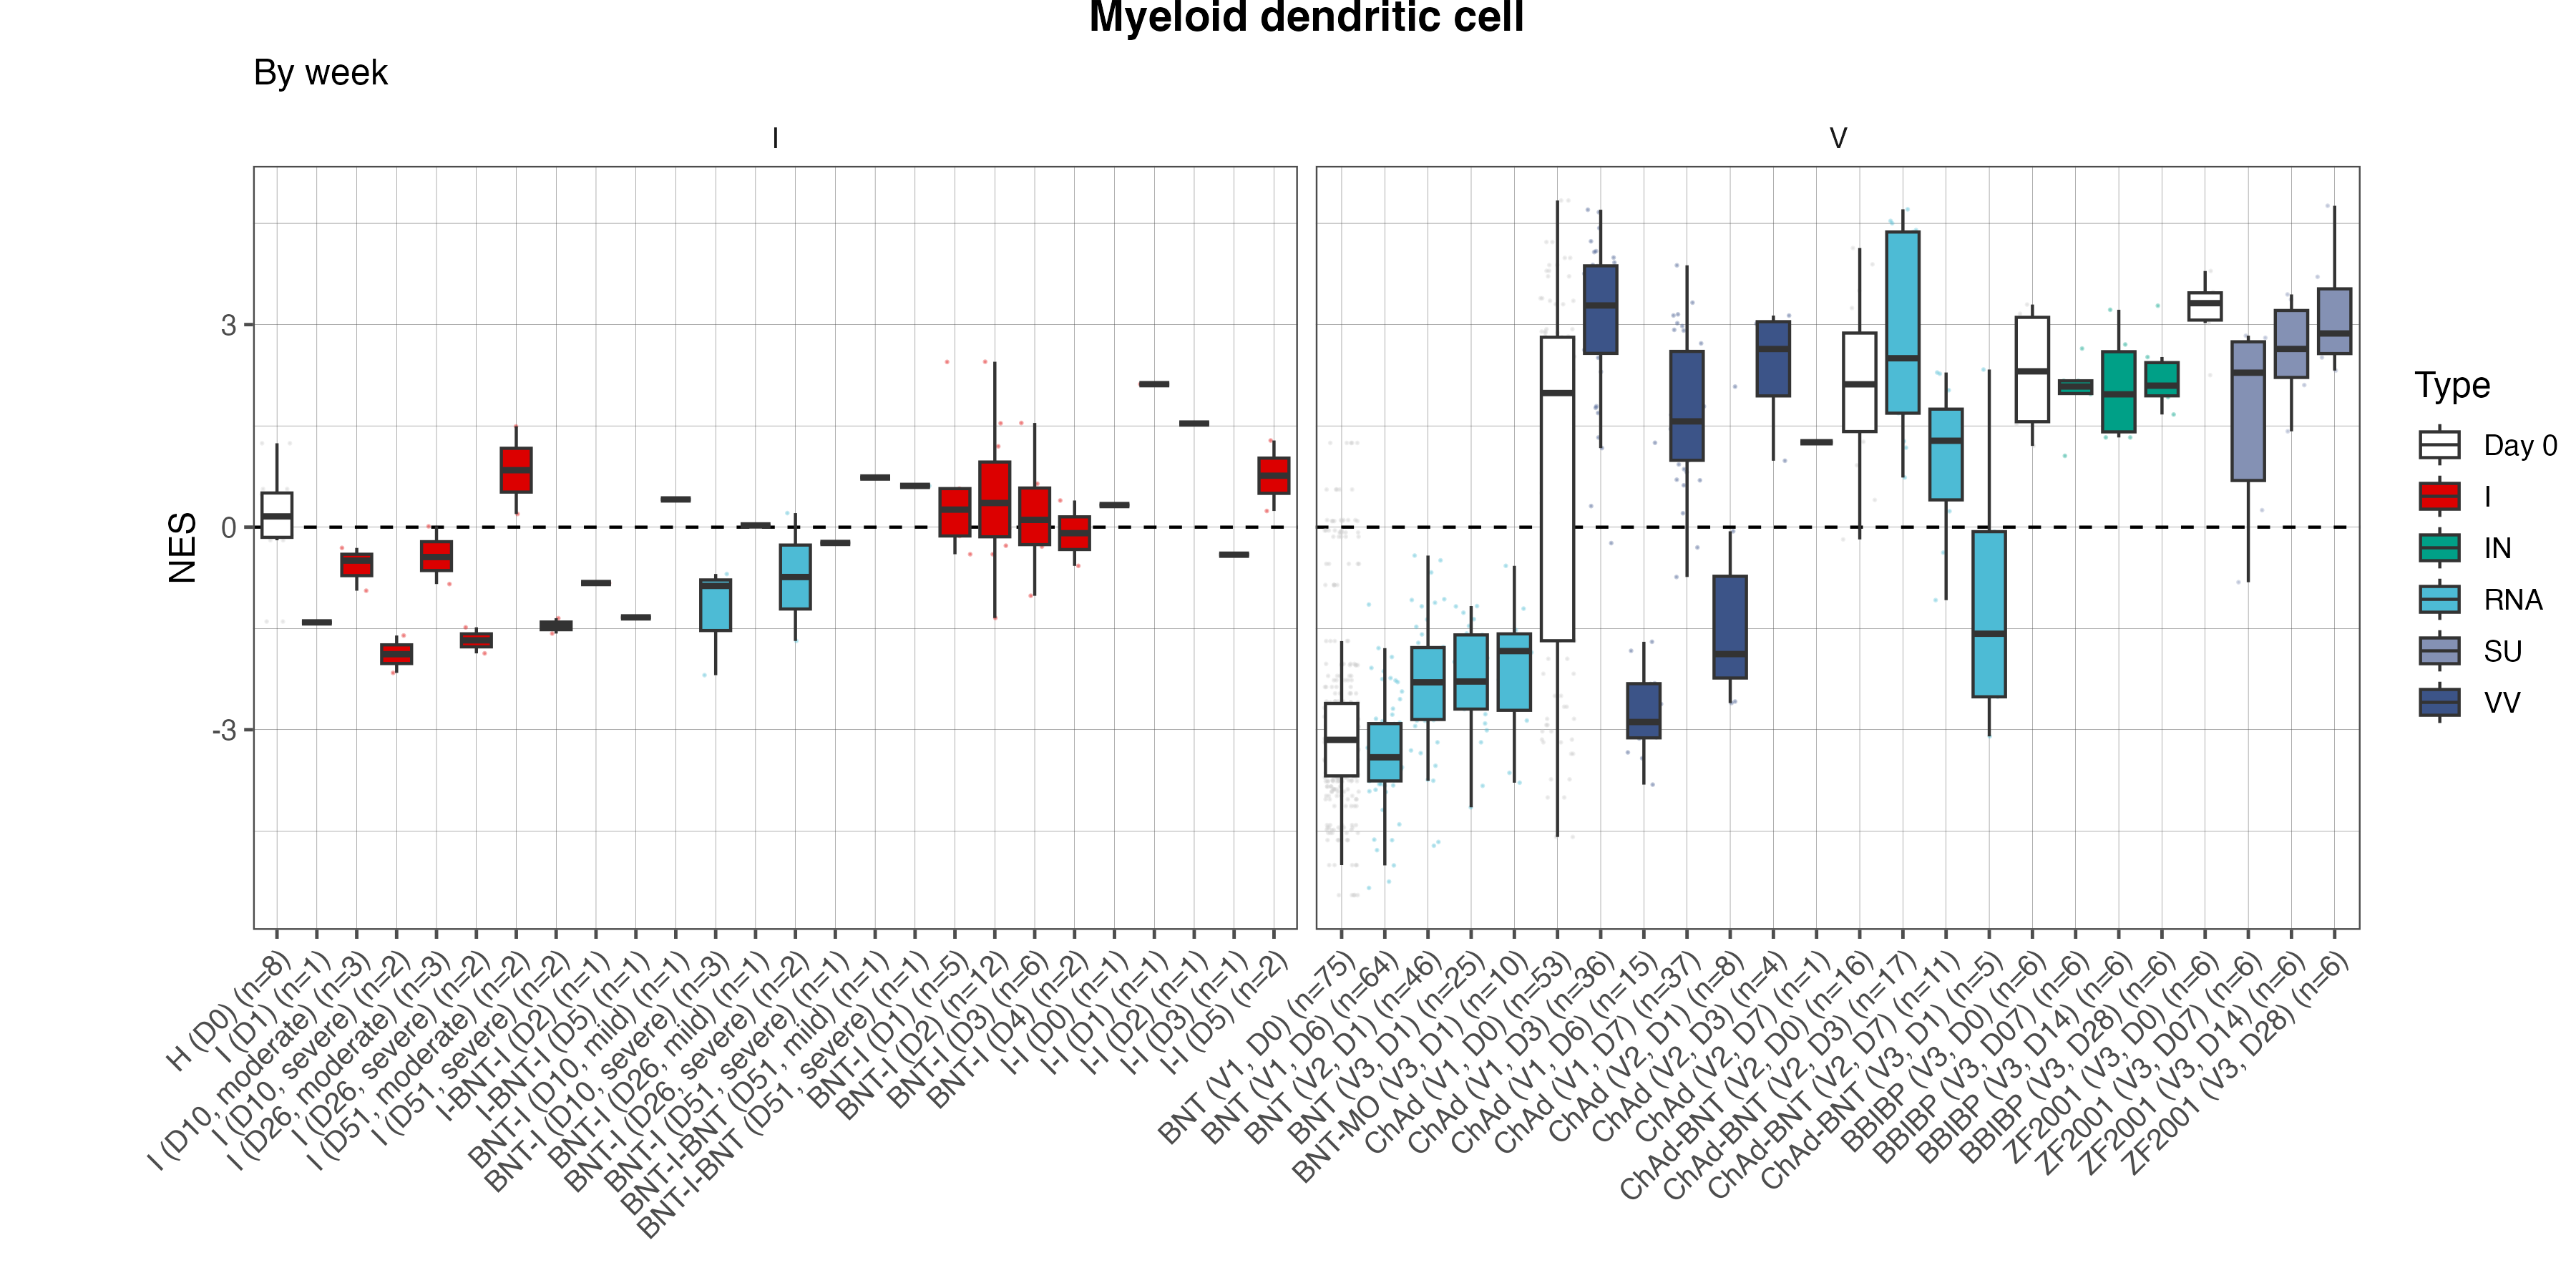 Myeloid dendritic cell
By week
I
V
NES
3
0
-3
H (D0) (n=8)
I (D1) (n=1)
I (D10, moderate) (n=3)
I (D10, severe) (n=2)
I (D26, moderate) (n=3)
I (D26, severe) (n=2)
I (D51, moderate) (n=2)
I (D51, severe) (n=2)
I-BNT-I (D2) (n=1)
I-BNT-I (D5) (n=1)
BNT-I (D10, mild) (n=1)
BNT-I (D10, severe) (n=3)
BNT-I (D26, mild) (n=1)
BNT-I (D26, severe) (n=2)
BNT-I (D51, severe) (n=1)
BNT-I-BNT (D51, mild) (n=1)
BNT-I-BNT (D51, severe) (n=1)
BNT-I (D1) (n=5)
BNT-I (D2) (n=12)
BNT-I (D3) (n=6)
BNT-I (D4) (n=2)
I-I (D0) (n=1)
I-I (D1) (n=1)
I-I (D2) (n=1)
I-I (D3) (n=1)
I-I (D5) (n=2)
BNT (V1, D0) (n=75)
BNT (V1, D6) (n=64)
BNT (V2, D1) (n=46)
BNT (V3, D1) (n=25)
BNT-MO (V3, D1) (n=10)
ChAd (V1, D0) (n=53)
ChAd (V1, D3) (n=36)
ChAd (V1, D6) (n=15)
ChAd (V1, D7) (n=37)
ChAd (V2, D1) (n=8)
ChAd (V2, D3) (n=4)
ChAd (V2, D7) (n=1)
ChAd-BNT (V2, D0) (n=16)
ChAd-BNT (V2, D3) (n=17)
ChAd-BNT (V2, D7) (n=11)
ChAd-BNT (V3, D1) (n=5)
BBIBP (V3, D0) (n=6)
BBIBP (V3, D07) (n=6)
BBIBP (V3, D14) (n=6)
BBIBP (V3, D28) (n=6)
ZF2001 (V3, D0) (n=6)
ZF2001 (V3, D07) (n=6)
ZF2001 (V3, D14) (n=6)
ZF2001 (V3, D28) (n=6)
Type
Day 0
I
IN
RNA
SU
VV